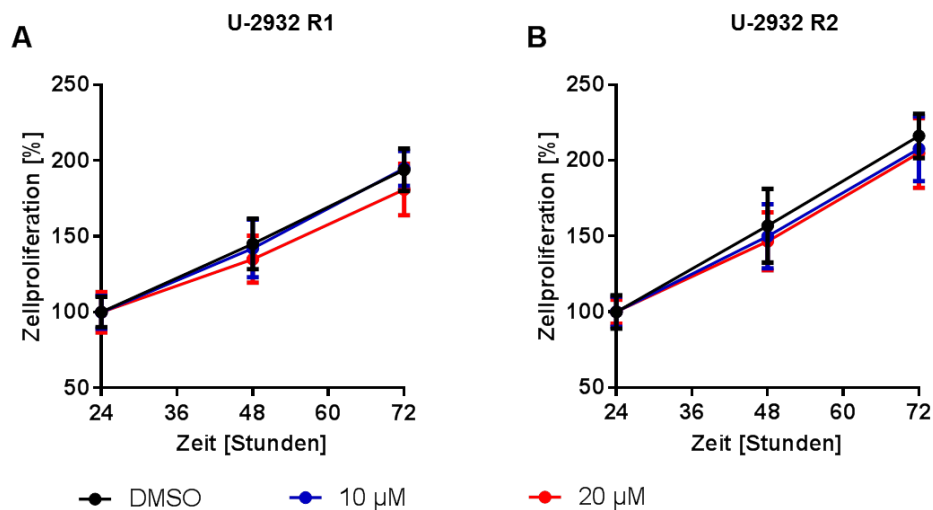 A
U-2932 R1
Zellproliferation [%]
250
200
150
100
50
24 36 48 60 72
Zeit [Stunden]
B
U-2932 R2
Zellproliferation [%]
250
200
150
100
50
24 36 48 60 72
Zeit [Stunden]
DMSO 10 µM 20 µM